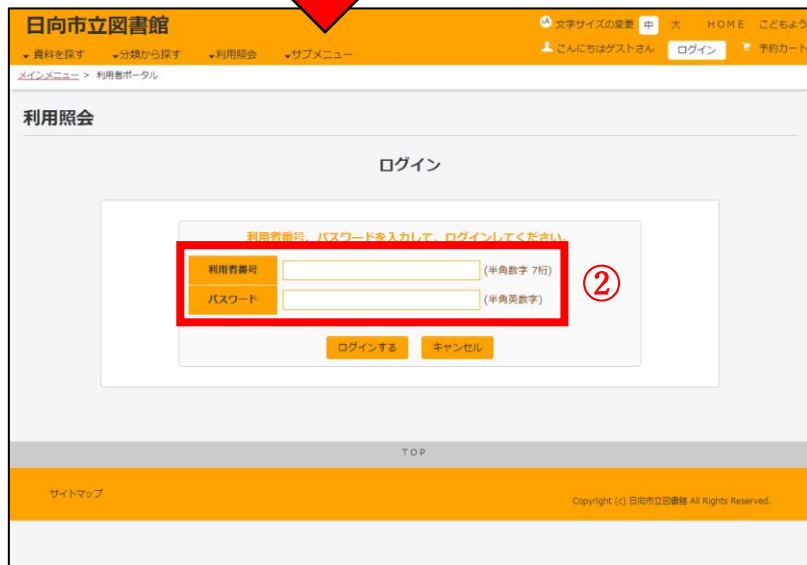 日向市立図書館
文字サイズの変更 中 大 HOME こどもよう
資料を探す 分類から探す 利用照会 サブメニュー
こんにちはゲストさん ログイン 予約カート
メインメニュー > 利用者ポータル
利用照会
ログイン
利用者番号、パスワードを入力して、ログインしてください。
利用者番号 (半角数字 7桁)
パスワード (半角英数字)
②
ログインする キャンセル
TOP
サイトマップ
Copyright (c) 日向市立図書館 All Rights Reserved.